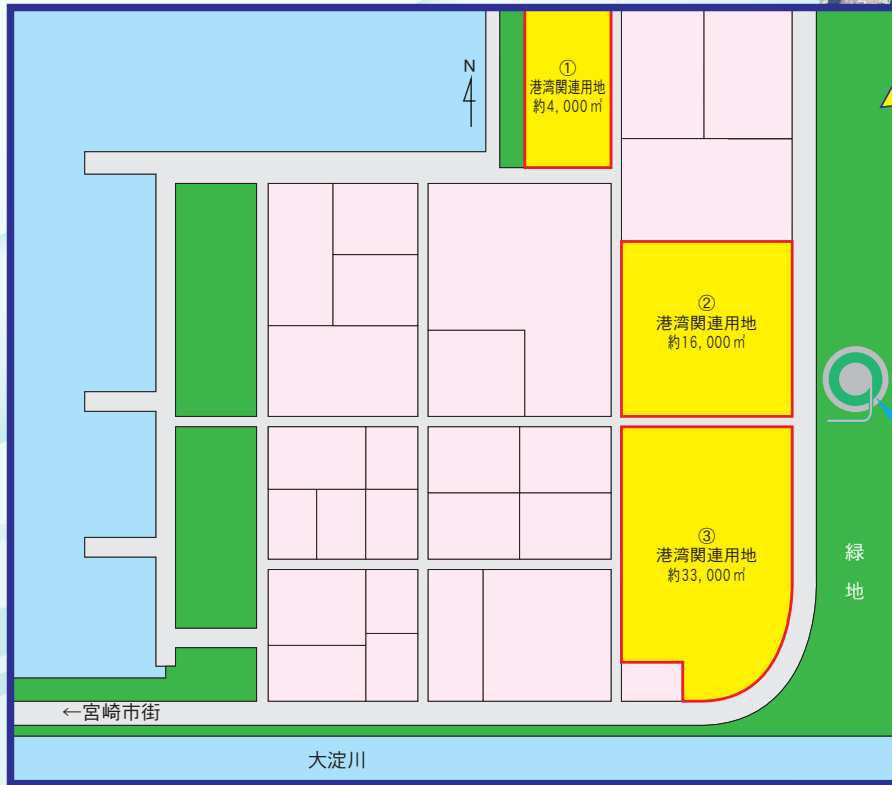 N
①
港湾関連用地
約4,000㎡
②
港湾関連用地
約16,000㎡
③
港湾関連用地
約33,000㎡
緑
地
←宮崎市街
大淀川